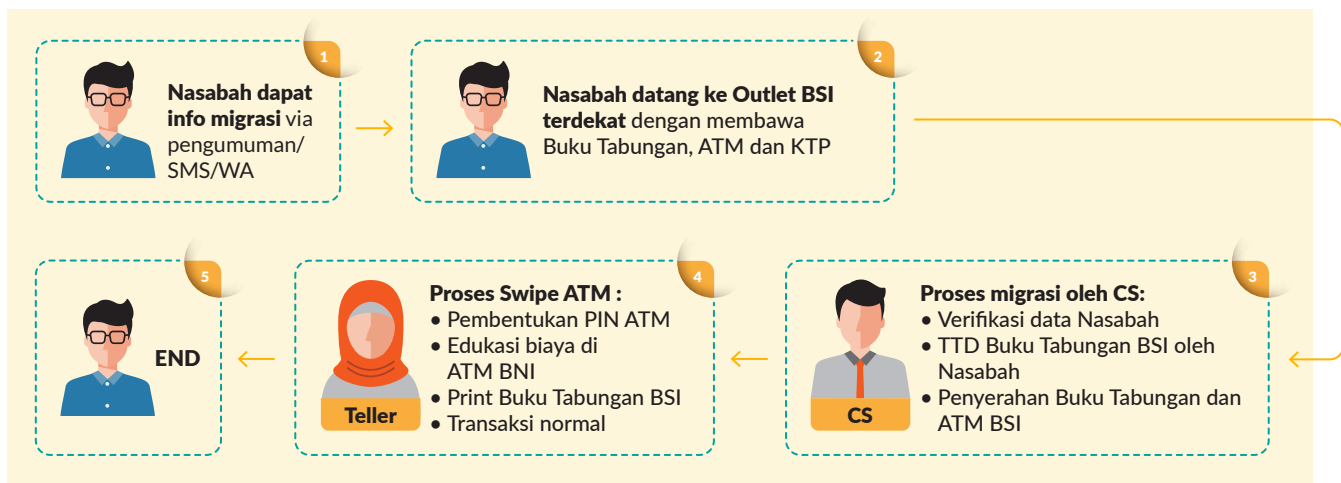 1
Nasabah dapat
info migrasi via
pengumuman/
SMS/WA
2
Nasabah datang ke Outlet BSI
terdekat dengan membawa
Buku Tabungan, ATM dan KTP
3
Proses migrasi oleh CS:
• Verifikasi data Nasabah
• TTD Buku Tabungan BSI oleh
Nasabah
• Penyerahan Buku Tabungan dan
ATM BSI
CS
4
Proses Swipe ATM :
• Pembentukan PIN ATM
• Edukasi biaya di
ATM BNI
• Print Buku Tabungan BSI
• Transaksi normal
Teller
5
END